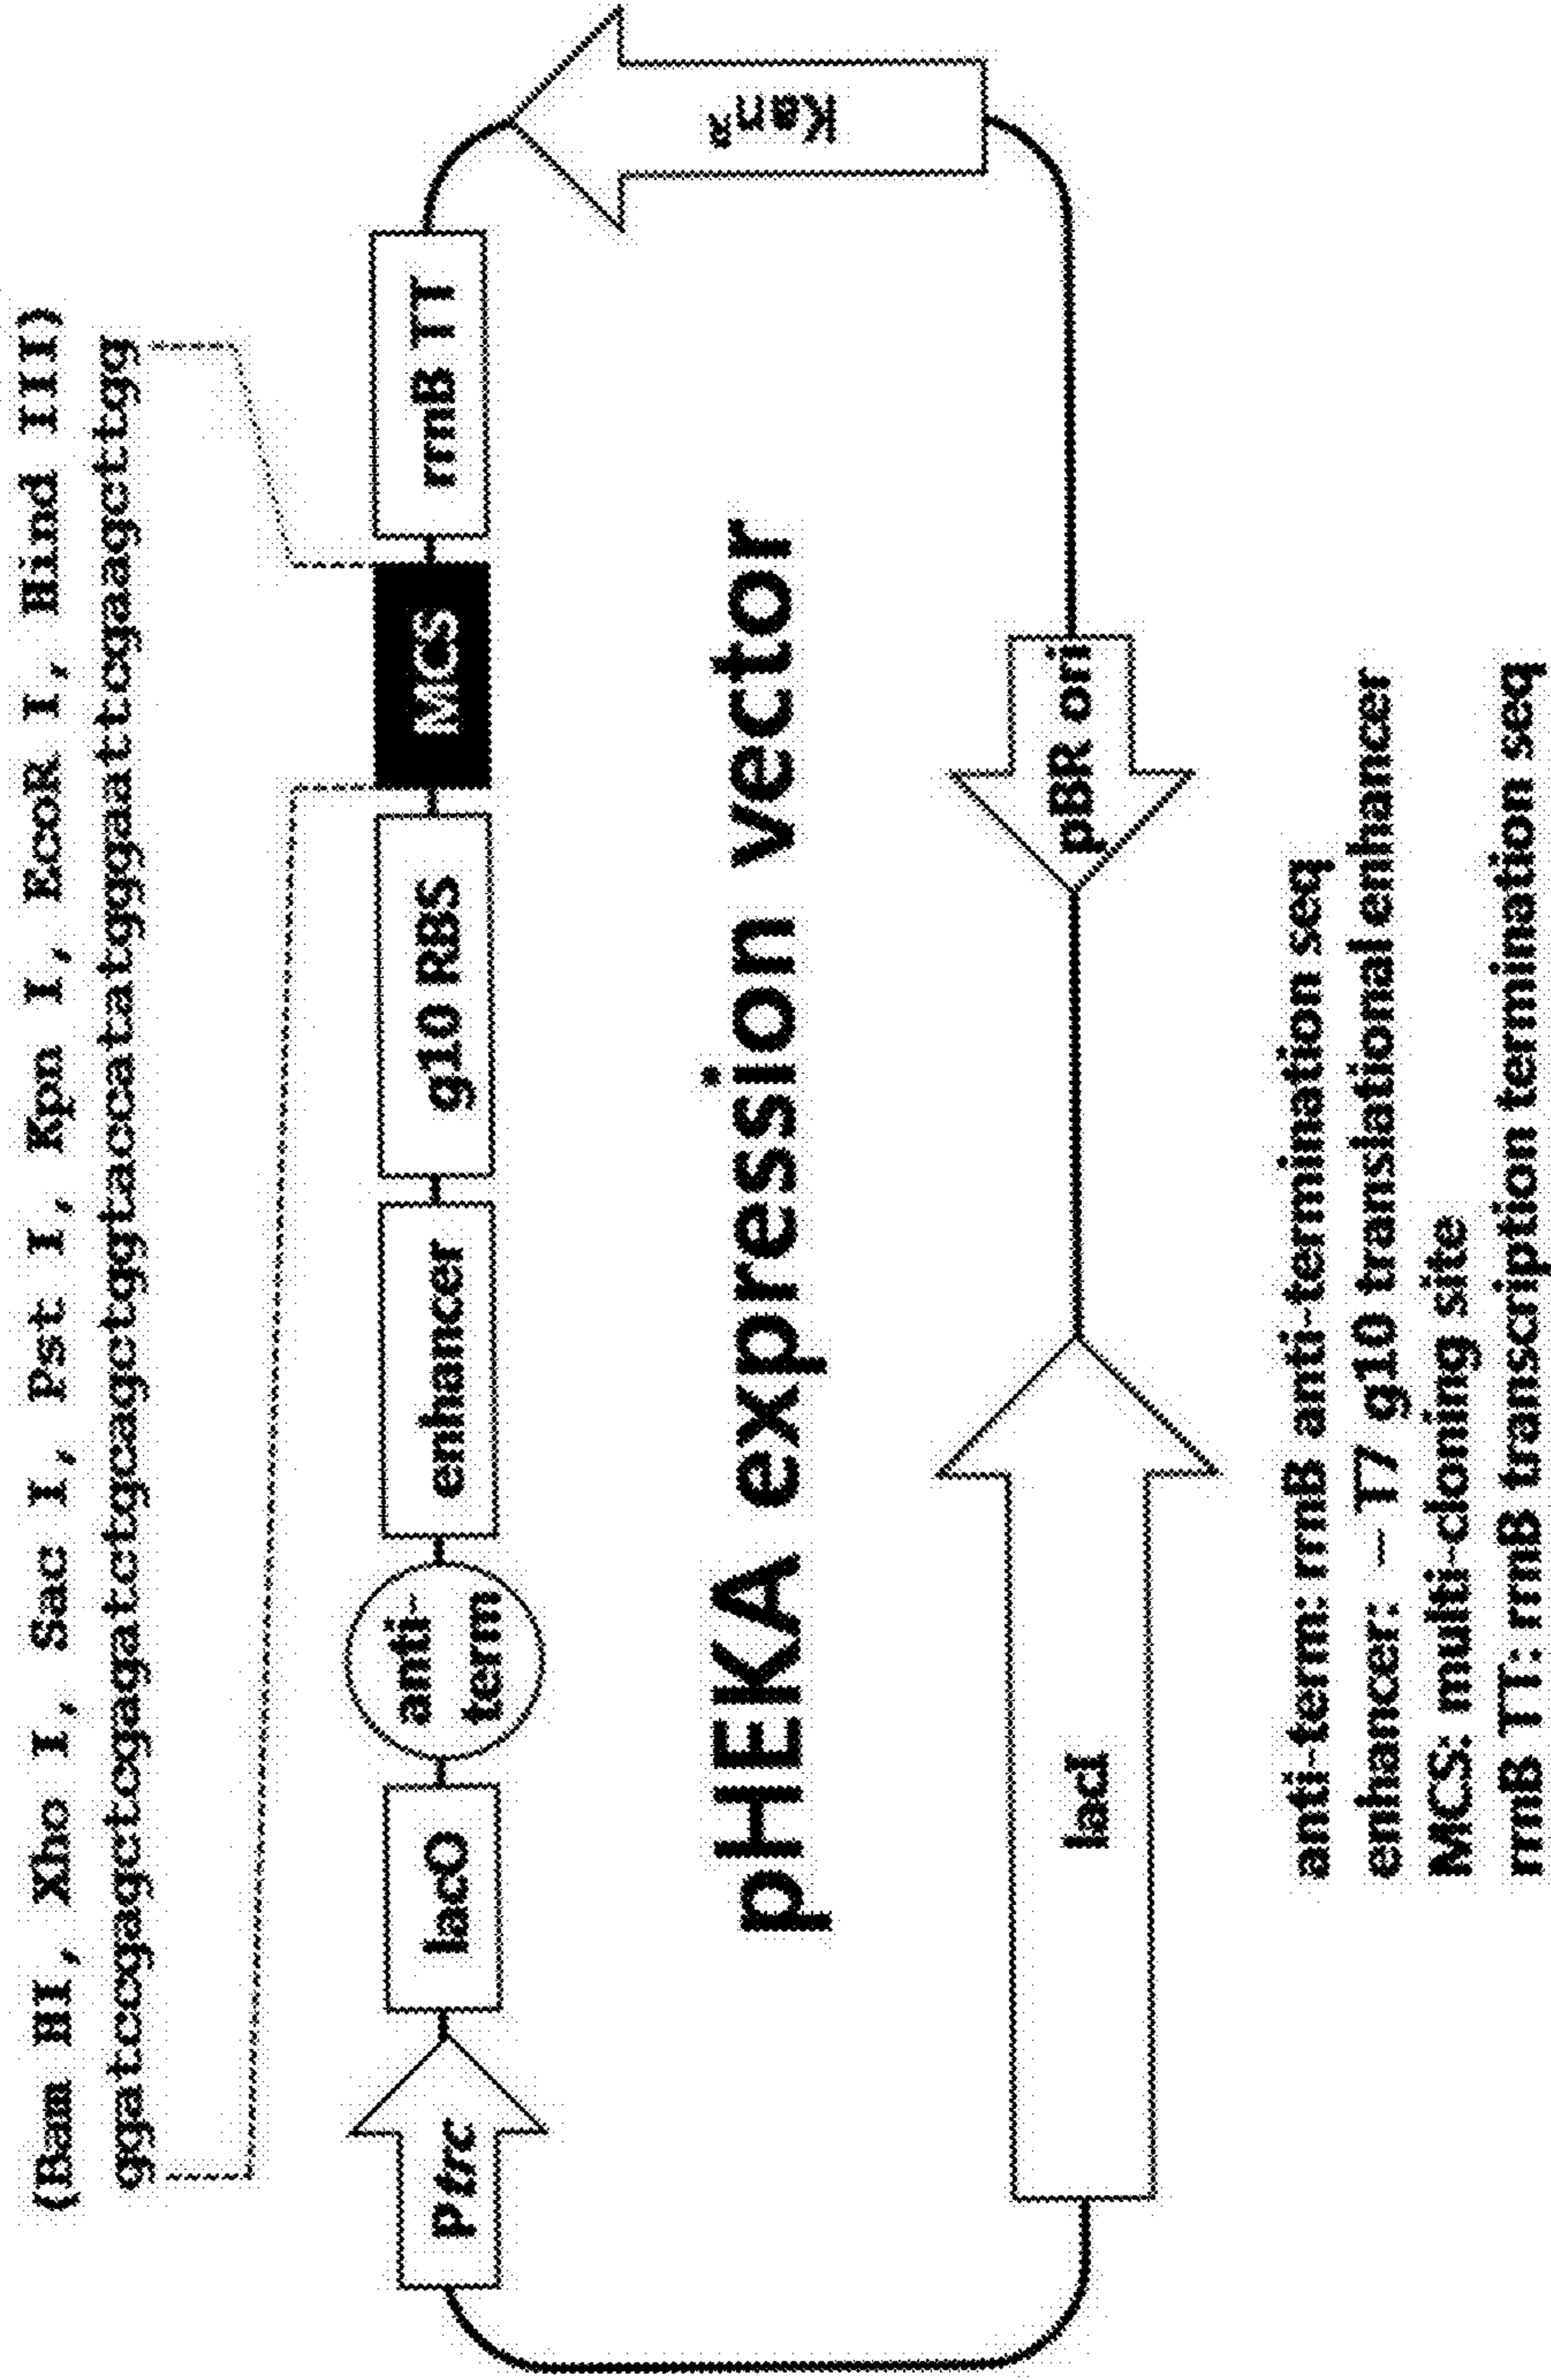 (Bam HI, Xho I, Sac I, Pst I, Kpn I, EcoR I, Hind III)
ggatccgagctcgagatctgcagctggtaccatatgggaattcgaagcttgg
Ptrc
lacO
anti-
term
enhancer
g10 RBS
MCS
rrnB TT
KanR
pHEKA expression vector
lacI
pBR ori
anti-term: rrnB anti-termination seq
enhancer: – T7 g10 translational enhancer
MCS: multi-cloning site
rrnB TT: rrnB transcription termination seq